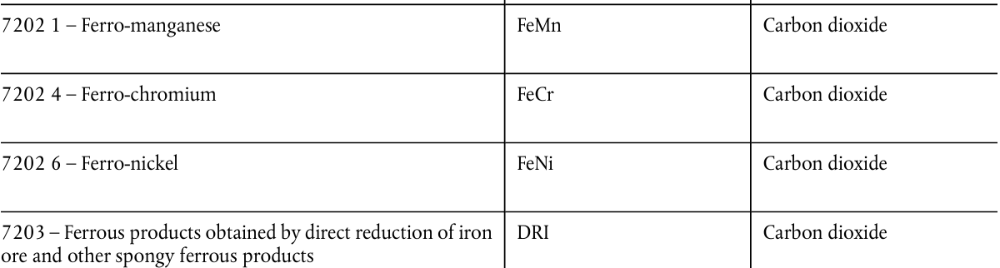 7202 1 – Ferro-manganese FeMn Carbon dioxide
7202 4 – Ferro-chromium FeCr Carbon dioxide
7202 6 – Ferro-nickel FeNi Carbon dioxide
7203 – Ferrous products obtained by direct reduction of iron DRI Carbon dioxide
ore and other spongy ferrous products